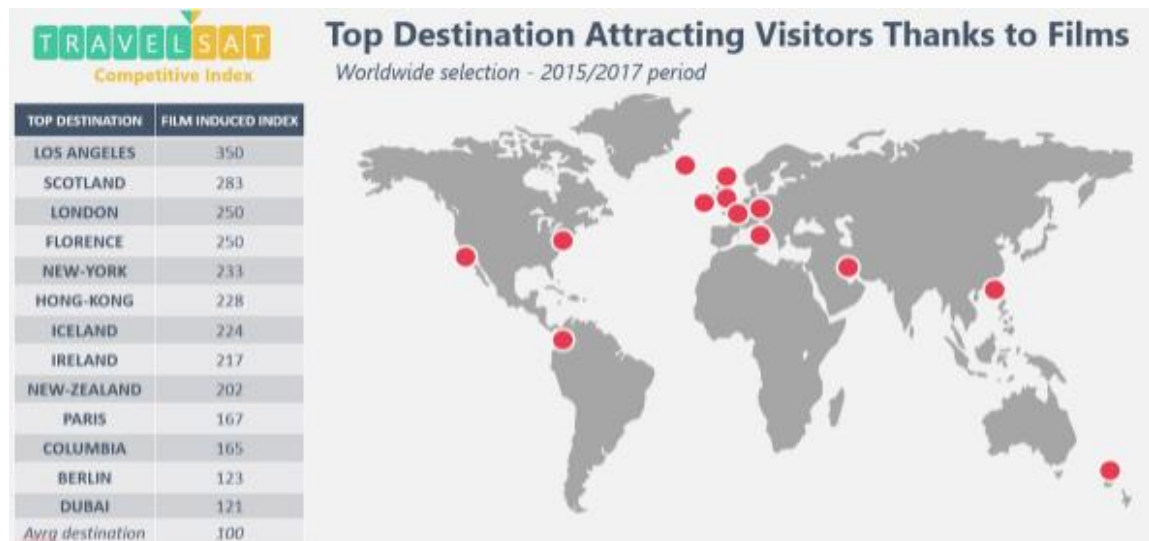 TRAVELSAT
Competitive Index
Top Destination Attracting Visitors Thanks to Films
Worldwide selection - 2015/2017 period
TOP DESTINATION FILM INDUCED INDEX
LOS ANGELES 350
SCOTLAND 283
LONDON 250
FLORENCE 250
NEW-YORK 233
HONG-KONG 228
ICELAND 224
IRELAND 217
NEW-ZEALAND 202
PARIS 167
COLUMBIA 165
BERLIN 123
DUBAI 121
Avrg destination 100